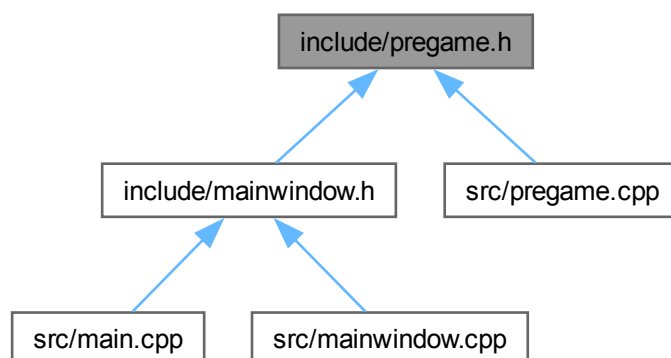 include/pregame.h
include/mainwindow.h
src/pregame.cpp
src/main.cpp
src/mainwindow.cpp